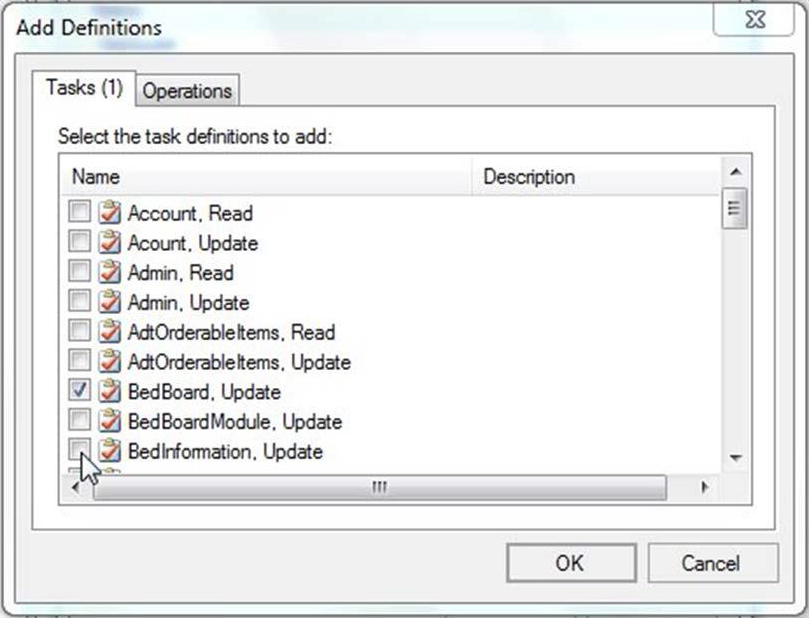 Add Definitions
Tasks (1) Operations
Select the task definitions to add:
Name Description
Account, Read
Acount, Update
Admin, Read
Admin, Update
AdtOrderableItems, Read
AdtOrderableItems, Update
BedBoard, Update
BedBoardModule, Update
BedInformation, Update
OK Cancel